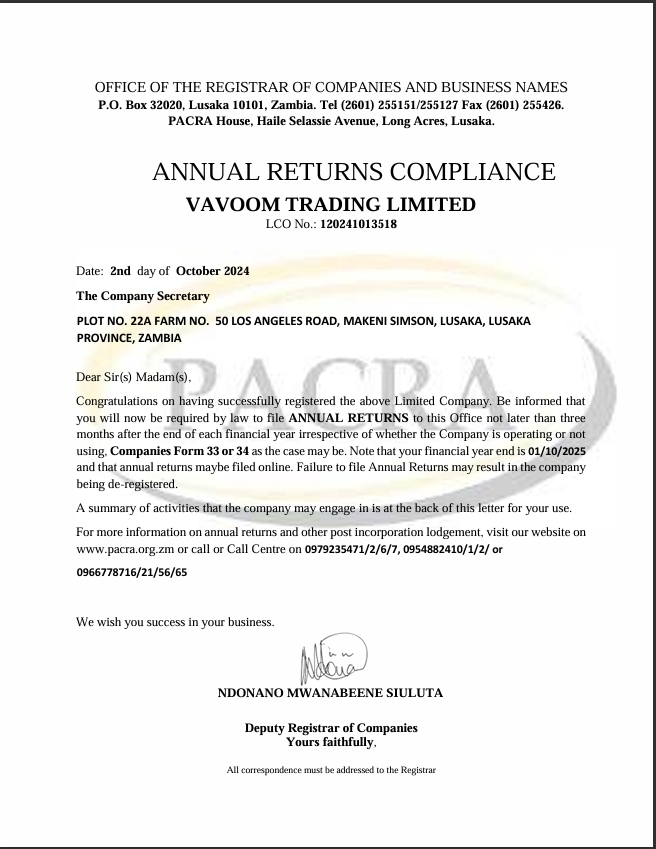 OFFICE OF THE REGISTRAR OF COMPANIES AND BUSINESS NAMES
P.O. Box 32020, Lusaka 10101, Zambia. Tel (2601) 255151/255127 Fax (2601) 255426.
PACRA House, Haile Selassie Avenue, Long Acres, Lusaka.
ANNUAL RETURNS COMPLIANCE
VAVOOM TRADING LIMITED
LCO No.: 120241013518
Date: 2nd day of October 2024
The Company Secretary
PLOT NO. 22A FARM NO. 50 LOS ANGELES ROAD, MAKENI SIMSON, LUSAKA, LUSAKA
PROVINCE, ZAMBIA
PACRA
Dear Sir(s) Madam(s),
Congratulations on having successfully registered the above Limited Company. Be informed that
you will now be required by law to file ANNUAL RETURNS to this Office not later than three
months after the end of each financial year irrespective of whether the Company is operating or not
using, Companies Form 33 or 34 as the case may be. Note that your financial year end is 01/10/2025
and that annual returns maybe filed online. Failure to file Annual Returns may result in the company
being de-registered.
A summary of activities that the company may engage in is at the back of this letter for your use.
For more information on annual returns and other post incorporation lodgement, visit our website on
www.pacra.org.zm or call or Call Centre on 0979235471/2/6/7, 0954882410/1/2/ or
0966778716/21/56/65
We wish you success in your business.
NDONANO MWANABEENE SIULUTA
Deputy Registrar of Companies
Yours faithfully,
All correspondence must be addressed to the Registrar